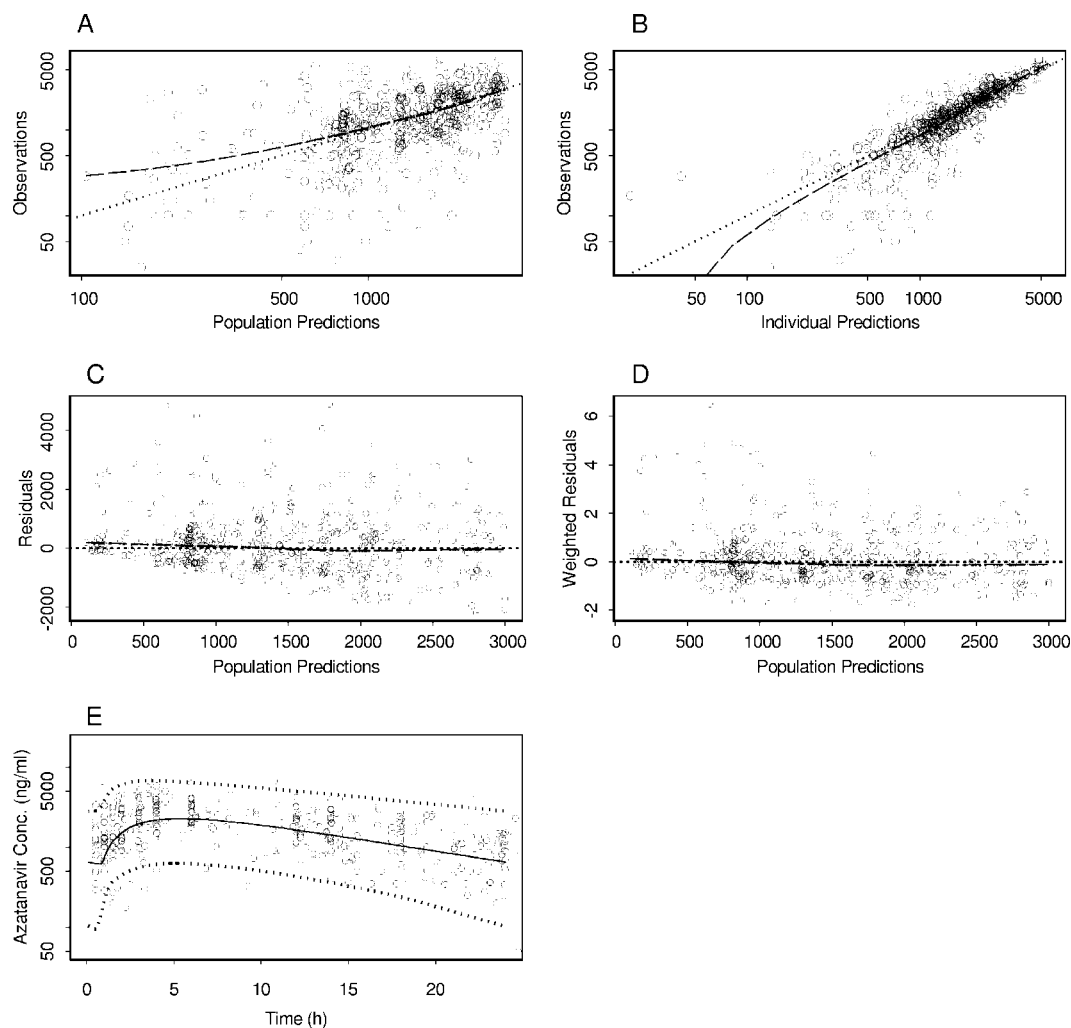 A
5000
500
50
Observations
100 500 1000
Population Predictions
B
5000
500
50
Observations
50 100 500 1000 5000
Individual Predictions
C
4000
2000
0
-2000
Residuals
0 500 1000 1500 2000 2500 3000
Population Predictions
D
6
4
2
0
-2
Weighted Residuals
0 500 1000 1500 2000 2500 3000
Population Predictions
E
5000
500
50
Azatanavir Conc. (ng/ml)
0 5 10 15 20
Time (h)